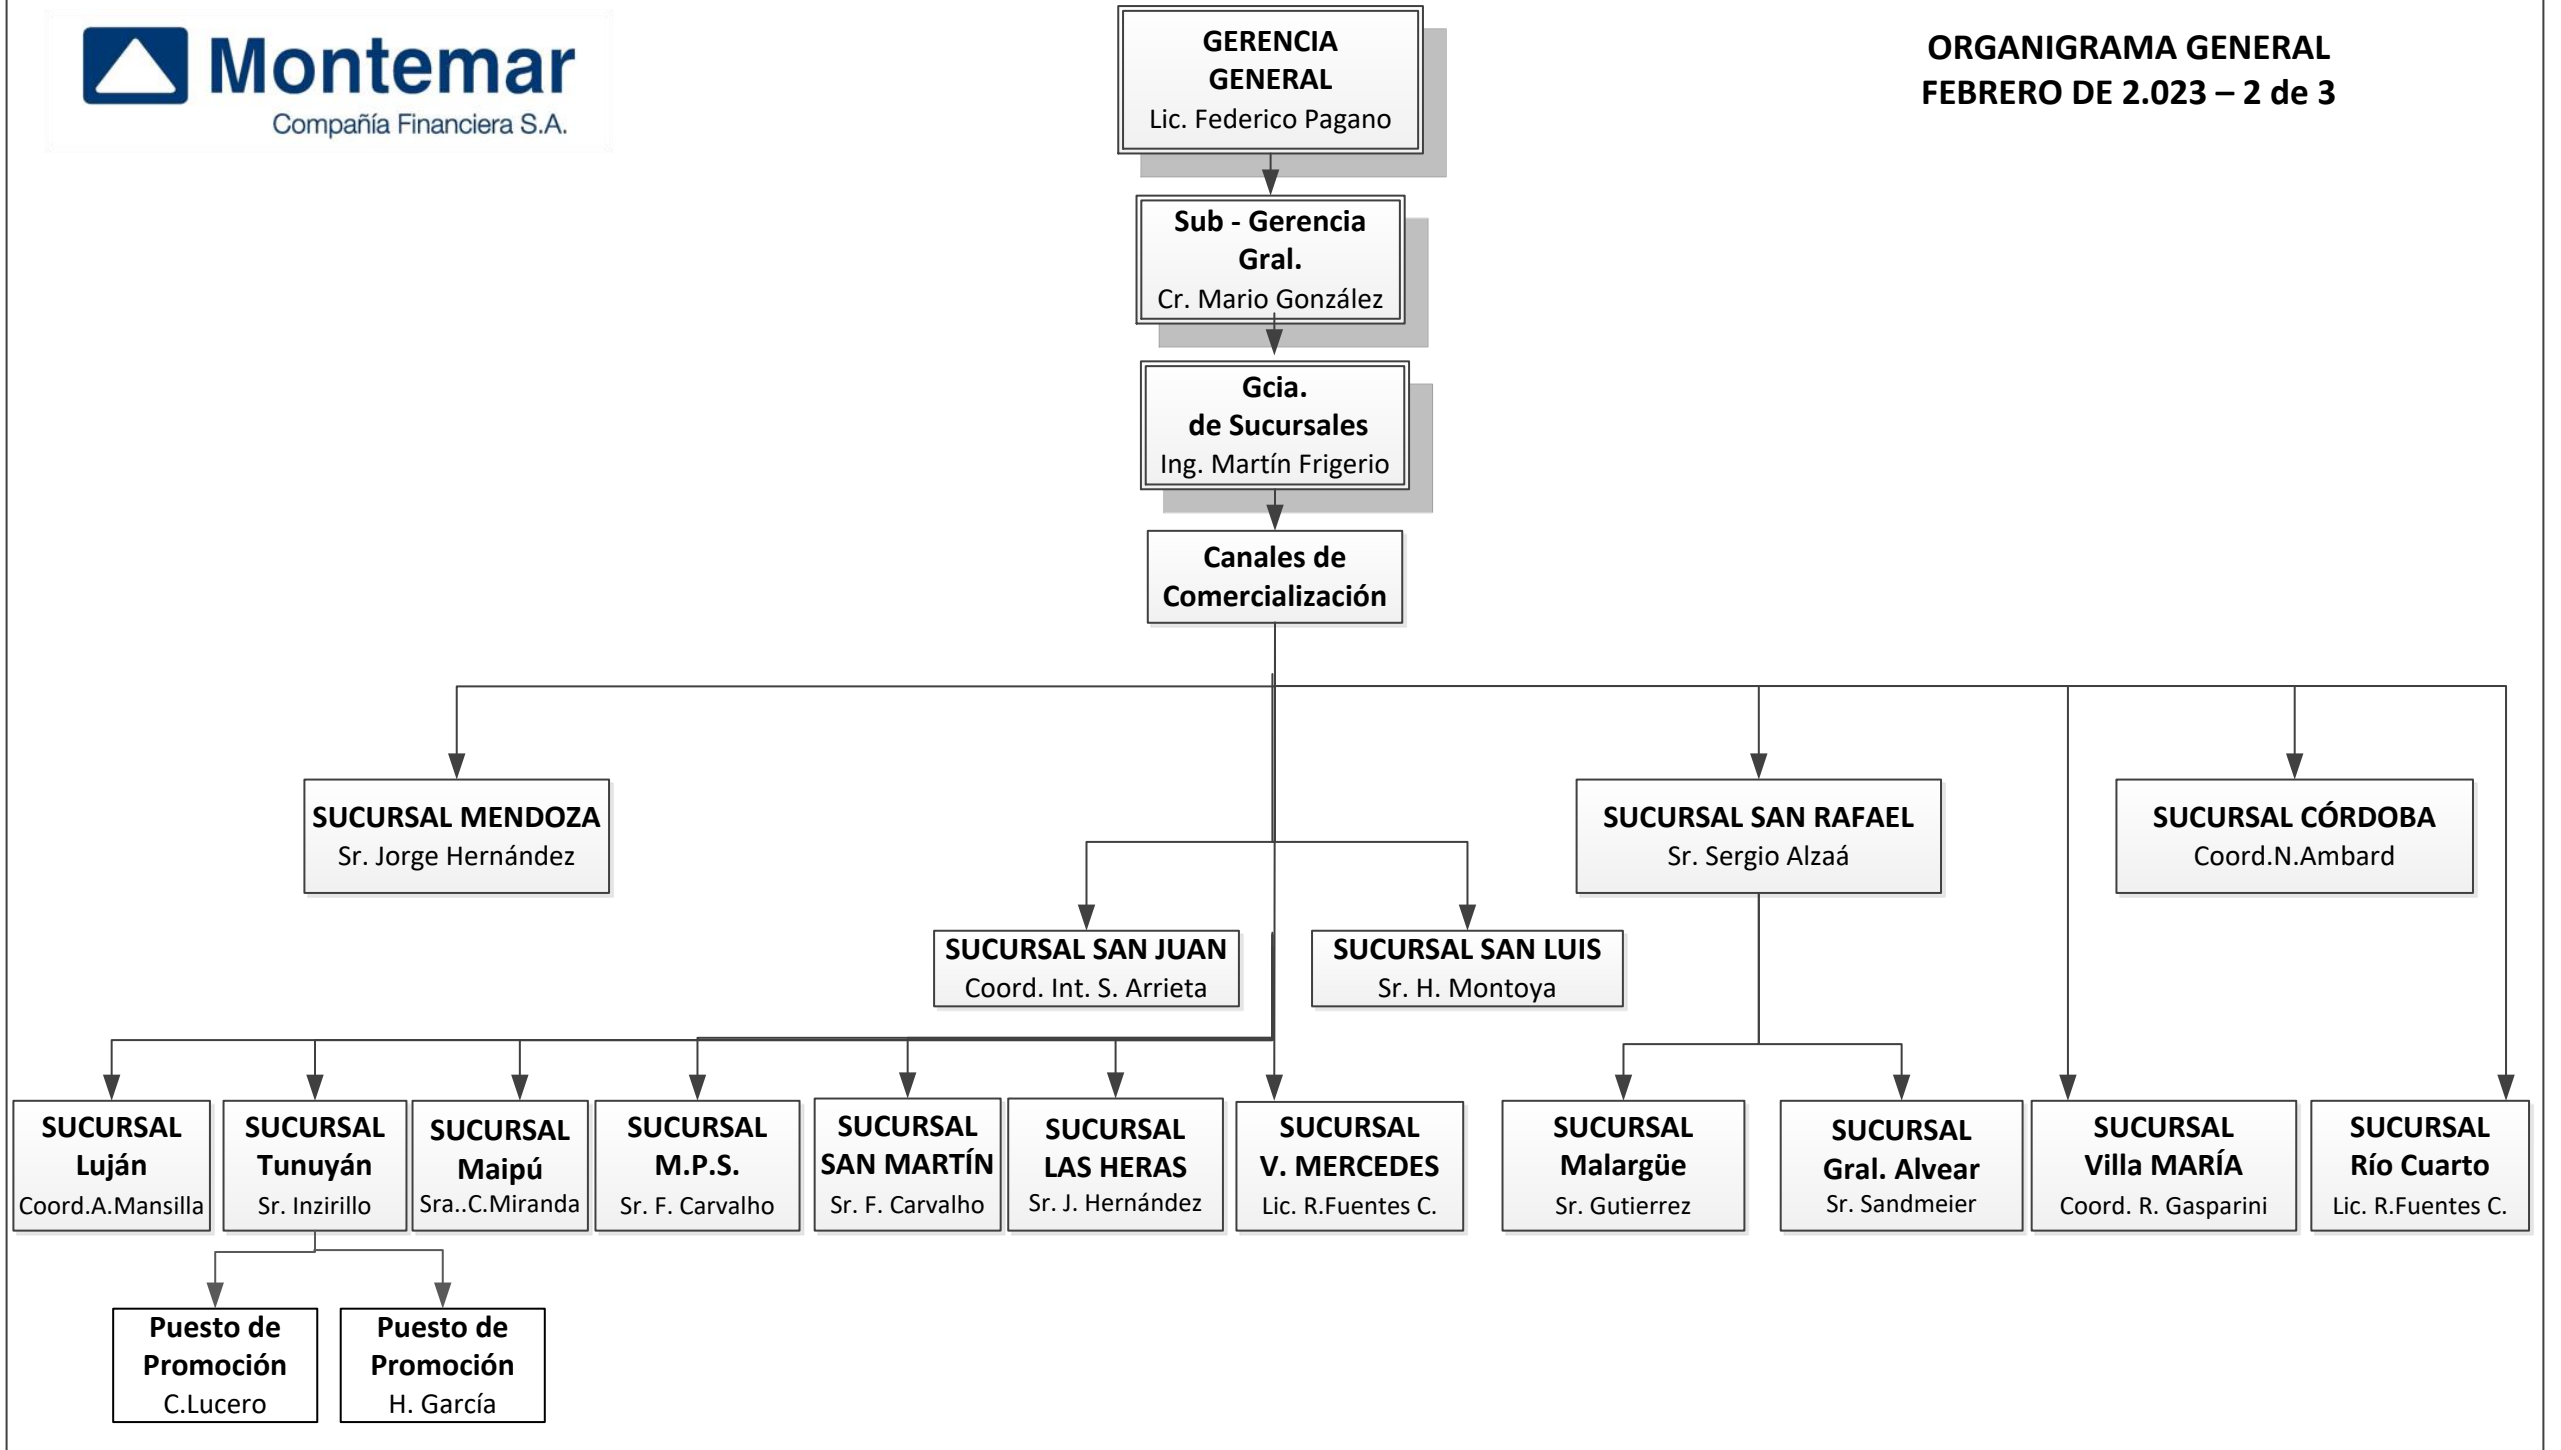 Montemar
Compañía Financiera S.A.
GERENCIA
GENERAL
Lic. Federico Pagano
ORGANIGRAMA GENERAL
FEBRERO DE 2.023 – 2 de 3
Sub - Gerencia
Gral.
Cr. Mario González
Gcia.
de Sucursales
Ing. Martín Frigerio
Canales de
Comercialización
SUCURSAL MENDOZA
Sr. Jorge Hernández
SUCURSAL SAN RAFAEL
Sr. Sergio Alzaá
SUCURSAL CÓRDOBA
Coord.N.Ambard
SUCURSAL SAN JUAN
Coord. Int. S. Arrieta
SUCURSAL SAN LUIS
Sr. H. Montoya
SUCURSAL
Luján
Coord.A.Mansilla
SUCURSAL
Tunuyán
Sr. Inzirillo
SUCURSAL
Maipú
Sra..C.Miranda
SUCURSAL
M.P.S.
Sr. F. Carvalho
SUCURSAL
SAN MARTÍN
Sr. F. Carvalho
SUCURSAL
LAS HERAS
Sr. J. Hernández
SUCURSAL
V. MERCEDES
Lic. R.Fuentes C.
SUCURSAL
Malargüe
Sr. Gutierrez
SUCURSAL
Gral. Alvear
Sr. Sandmeier
SUCURSAL
Villa MARÍA
Coord. R. Gasparini
SUCURSAL
Río Cuarto
Lic. R.Fuentes C.
Puesto de
Promoción
C.Lucero
Puesto de
Promoción
H. García